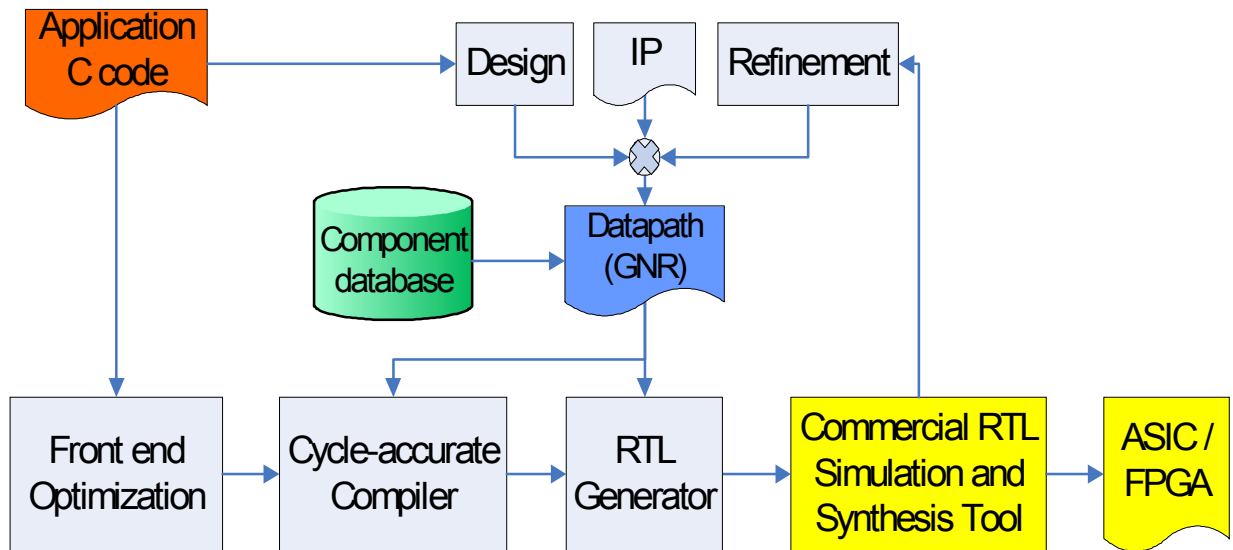 Application
C code
Design
IP
Refinement
Component
database
Datapath
(GNR)
Front end
Optimization
Cycle-accurate
Compiler
RTL
Generator
Commercial RTL
Simulation and
Synthesis Tool
ASIC /
FPGA